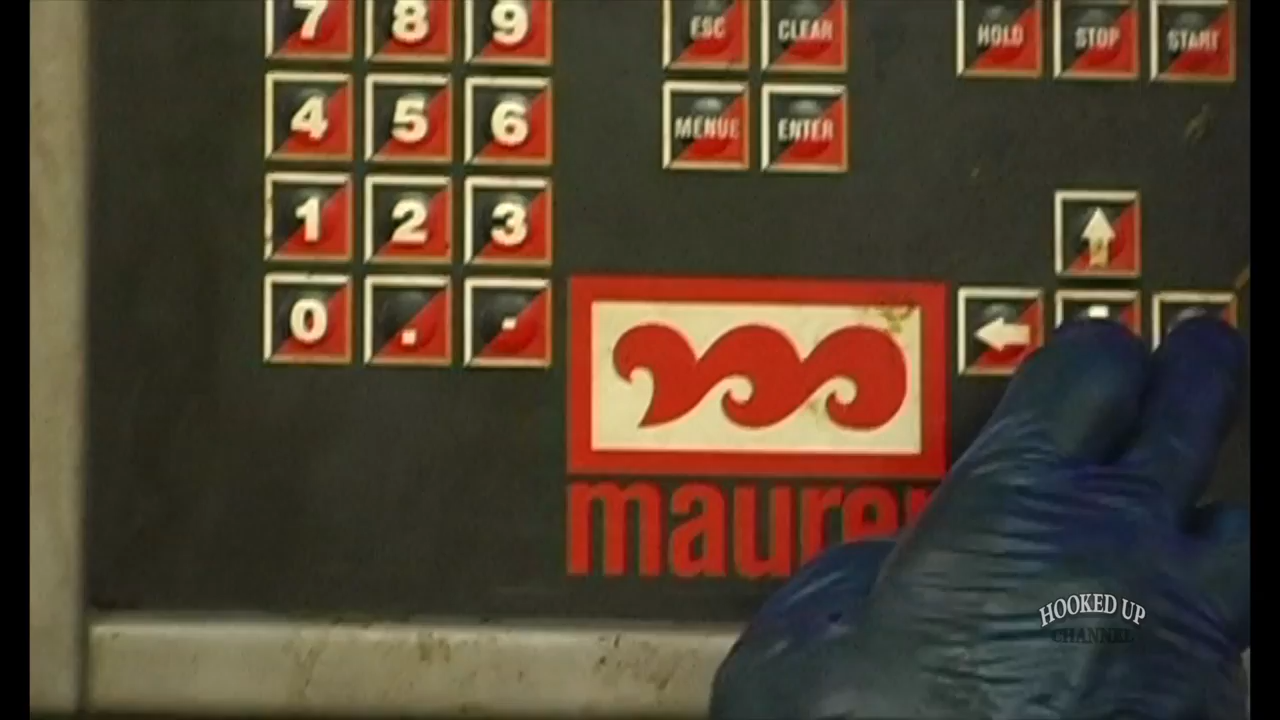 7 8 9 ESC CLEAR HOLD STOP START
4 5 6 MENUE ENTER
1 2 3
0 . -
maurer
HOOKED UP
CHANNEL